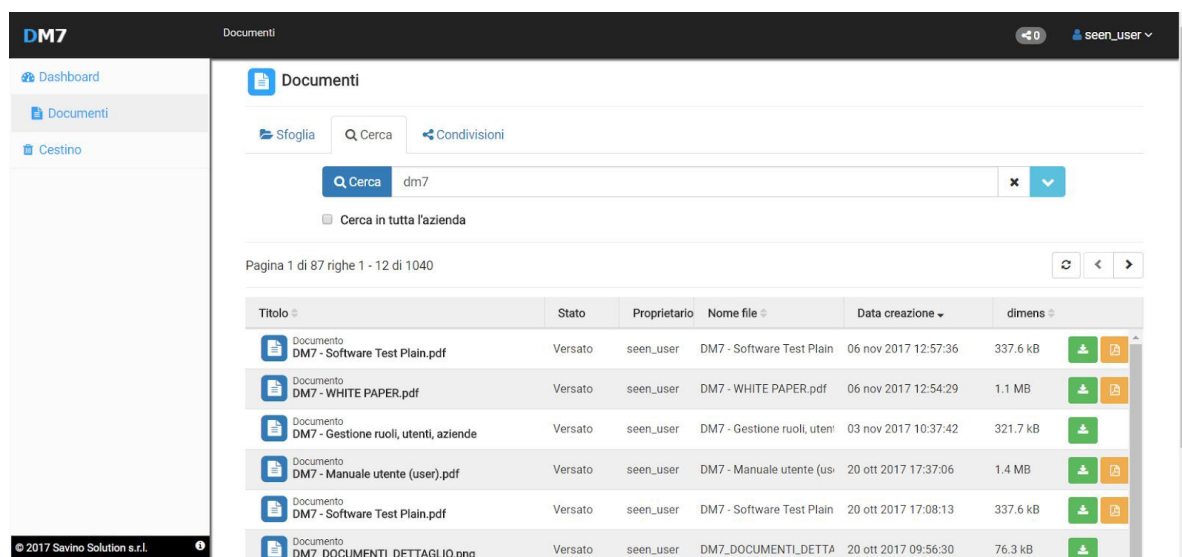 DM7 Documenti 0 seen_user
Dashboard
Documenti
Cestino
Documenti
Sfoglia Cerca Condivisioni
Cerca dm7
Cerca in tutta l'azienda
Pagina 1 di 87 righe 1 - 12 di 1040
Titolo Stato Proprietario Nome file Data creazione dimens
Documento
DM7 - Software Test Plain.pdf Versato seen_user DM7 - Software Test Plain 06 nov 2017 12:57:36 337.6 kB
Documento
DM7 - WHITE PAPER.pdf Versato seen_user DM7 - WHITE PAPER.pdf 06 nov 2017 12:54:29 1.1 MB
Documento
DM7 - Gestione ruoli, utenti, aziende Versato seen_user DM7 - Gestione ruoli, utent 03 nov 2017 10:37:42 321.7 kB
Documento
DM7 - Manuale utente (user).pdf Versato seen_user DM7 - Manuale utente (us 20 ott 2017 17:37:06 1.4 MB
Documento
DM7 - Software Test Plain.pdf Versato seen_user DM7 - Software Test Plain 20 ott 2017 17:08:13 337.6 kB
Documento
DM7_DOCUMENTI_DETTAGLIO.png Versato seen_user DM7_DOCUMENTI_DETTA 20 ott 2017 09:56:30 76.3 kB
© 2017 Savino Solution s.r.l.